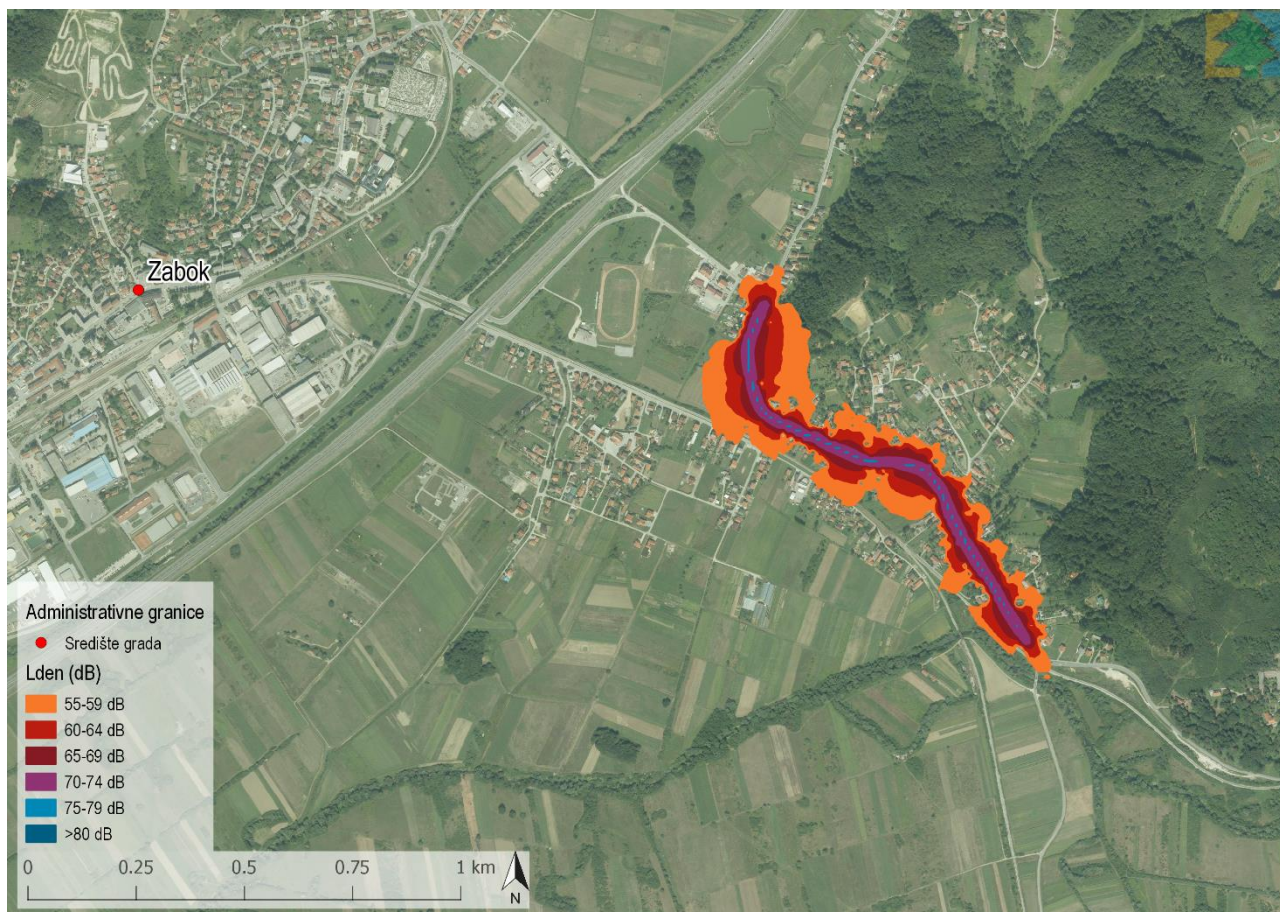 Zabok
Administrativne granice
Središte grada
Lden (dB)
55-59 dB
60-64 dB
65-69 dB
70-74 dB
75-79 dB
>80 dB
0 0.25 0.5 0.75 1 km
N